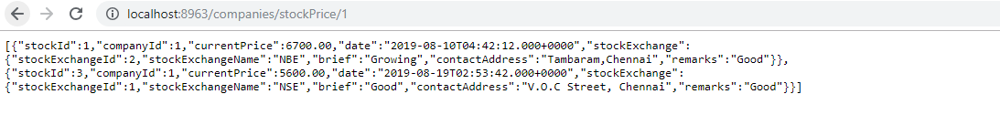 localhost:8963/companies/stockPrice/1
[{"stockId":1,"companyId":1,"currentPrice":6700.00,"date":"2019-08-10T04:42:12.000+0000","stockExchange":
{"stockExchangeId":2,"stockExchangeName":"NBE","brief":"Growing","contactAddress":"Tambaram,Chennai","remarks":"Good"}},
{"stockId":3,"companyId":1,"currentPrice":5600.00,"date":"2019-08-19T02:53:42.000+0000","stockExchange":
{"stockExchangeId":1,"stockExchangeName":"NSE","brief":"Good","contactAddress":"V.O.C Street, Chennai","remarks":"Good"}}]